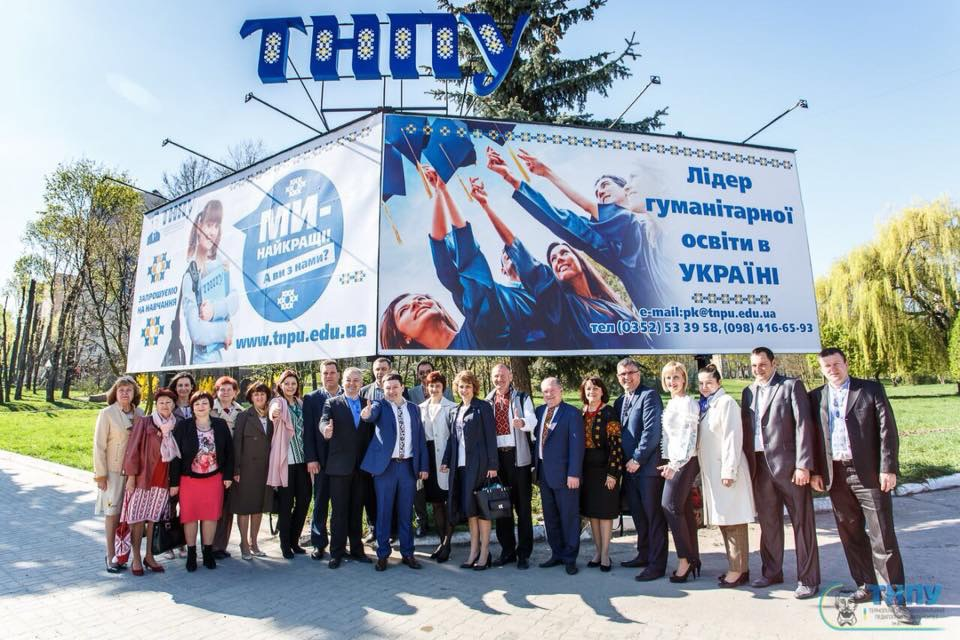 ТНПУ
МИ-
НАЙКРАЩІ!
А ви з нами?
ЗАПРОШУЄМО
НА НАВЧАННЯ
www.tnpu.edu.ua
Лідер
гуманітарної
освіти в
УКРАЇНІ
e-mail:pk@tnpu.edu.ua
тел (0352) 53 39 58, (098) 416-65-93
ТНПУ